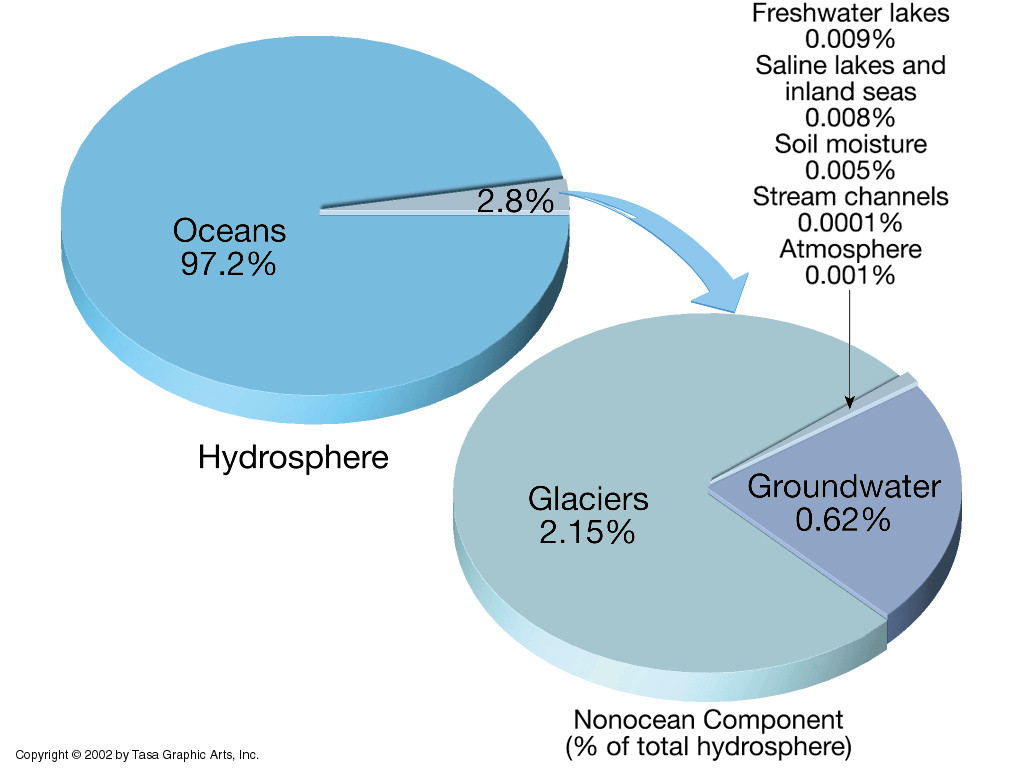 Freshwater lakes
0.009%
Saline lakes and
inland seas
0.008%
Soil moisture
0.005%
Stream channels
0.0001%
Atmosphere
0.001%
2.8%
Oceans
97.2%
Hydrosphere
Glaciers
2.15%
Groundwater
0.62%
Nonocean Component
(% of total hydrosphere)
Copyright © 2002 by Tasa Graphic Arts, Inc.